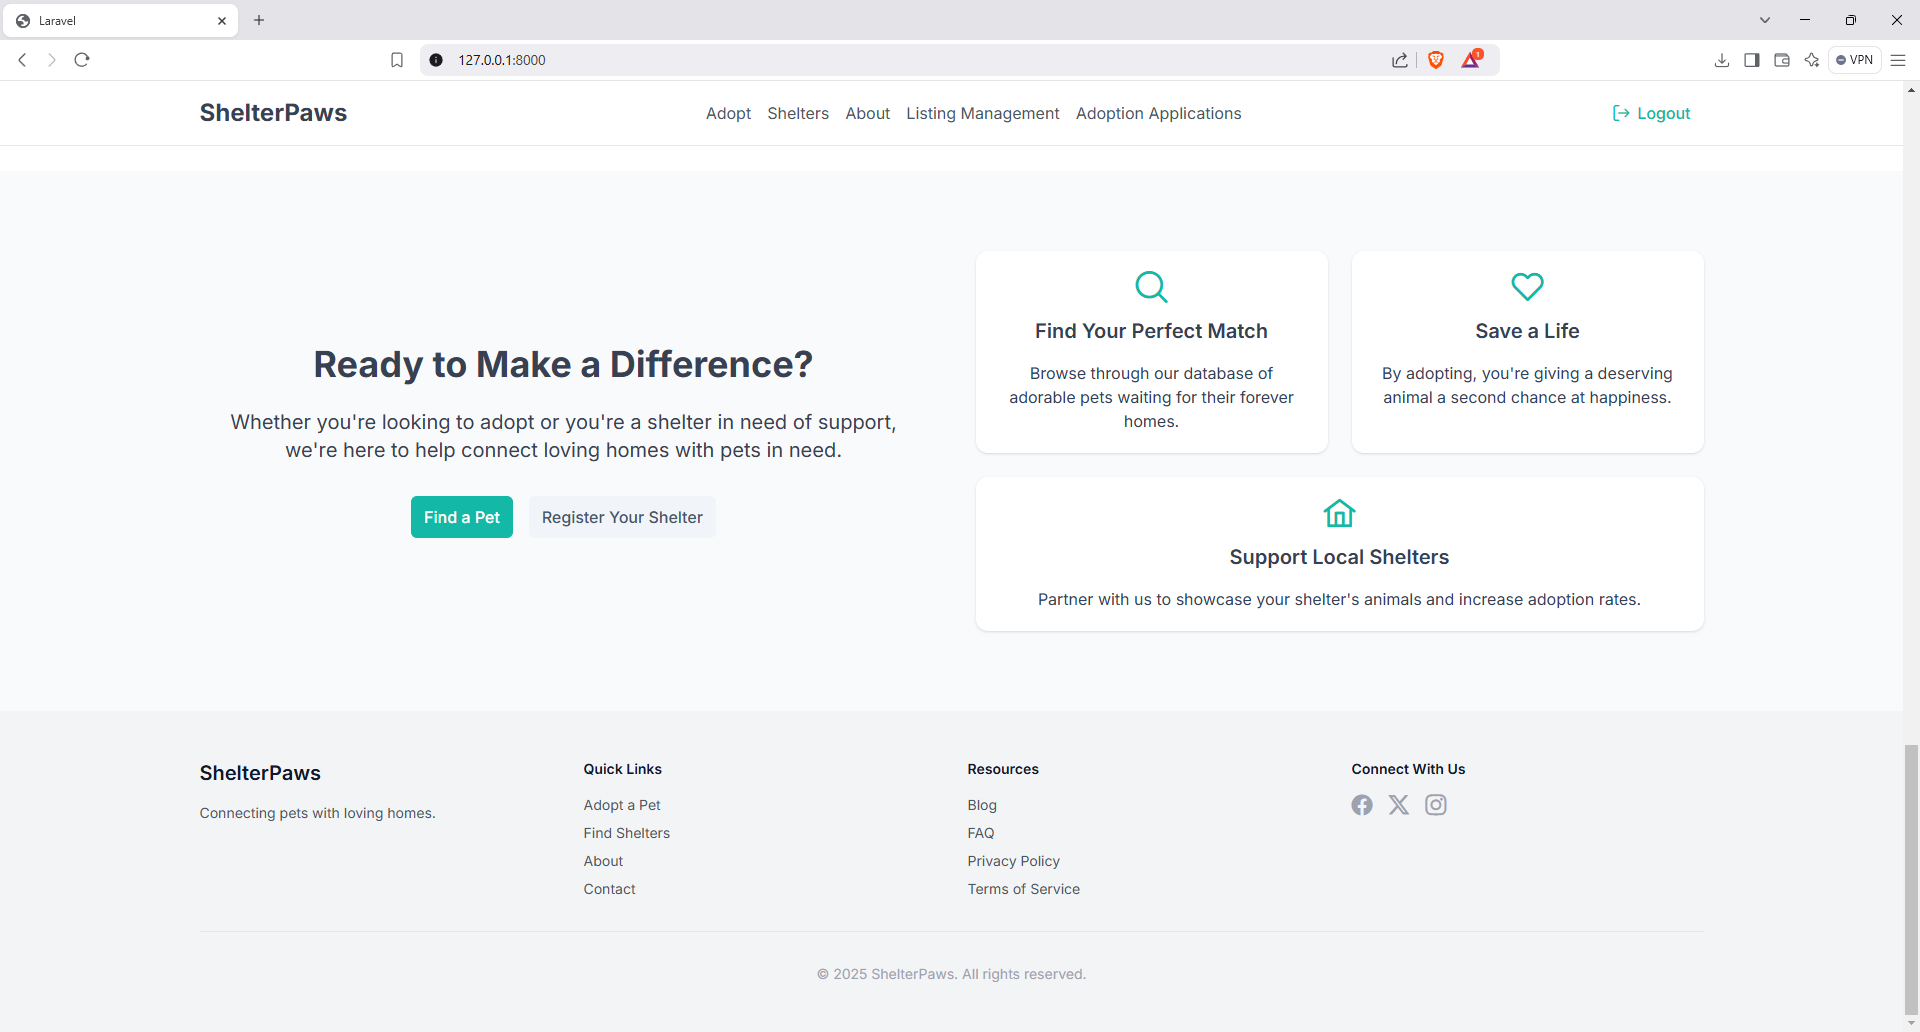 Laravel
127.0.0.1:8000
1
VPN
ShelterPaws
Adopt
Shelters
About
Listing Management
Adoption Applications
Logout
Ready to Make a Difference?
Whether you're looking to adopt or you're a shelter in need of support,
we're here to help connect loving homes with pets in need.
Find a Pet
Register Your Shelter
Find Your Perfect Match
Browse through our database of
adorable pets waiting for their forever
homes.
Save a Life
By adopting, you're giving a deserving
animal a second chance at happiness.
Support Local Shelters
Partner with us to showcase your shelter's animals and increase adoption rates.
ShelterPaws
Connecting pets with loving homes.
Quick Links
Adopt a Pet
Find Shelters
About
Contact
Resources
Blog
FAQ
Privacy Policy
Terms of Service
Connect With Us
© 2025 ShelterPaws. All rights reserved.